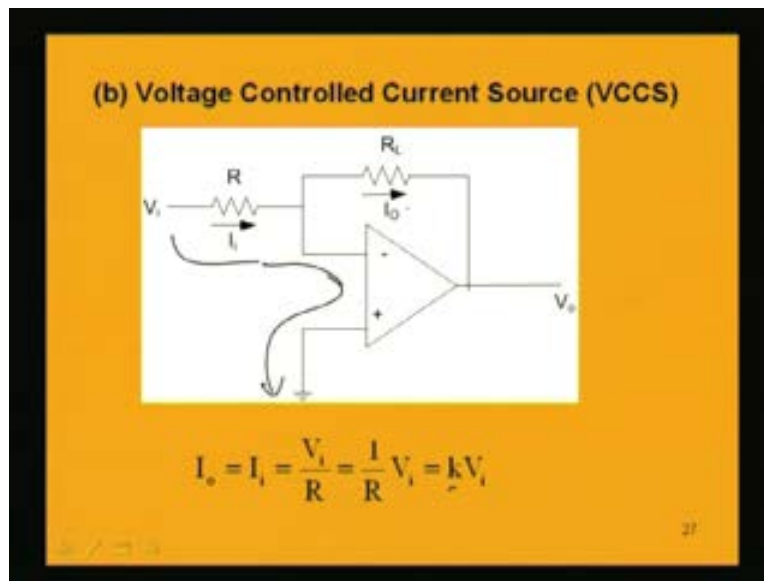 (b) Voltage Controlled Current Source (VCCS)
R
R_L
V_i
I_i
I_o
-
+
V_o
I_o = I_i = V_i / R = 1 / R V_i = kV_i
27